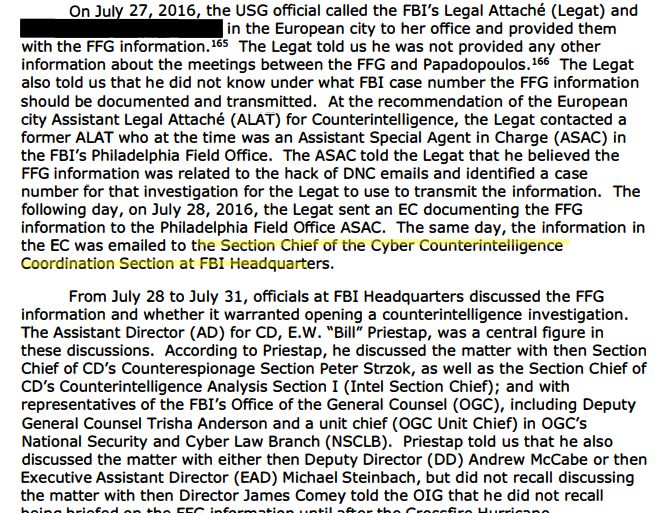 On July 27, 2016, the USG official called the FBI's Legal Attaché (Legat) and
in the European city to her office and provided them
with the FFG information.165 The Legat told us he was not provided any other
information about the meetings between the FFG and Papadopoulos.166 The Legat
also told us that he did not know under what FBI case number the FFG information
should be documented and transmitted. At the recommendation of the European
city Assistant Legal Attaché (ALAT) for Counterintelligence, the Legat contacted a
former ALAT who at the time was an Assistant Special Agent in Charge (ASAC) in
the FBI's Philadelphia Field Office. The ASAC told the Legat that he believed the
FFG information was related to the hack of DNC emails and identified a case
number for that investigation for the Legat to use to transmit the information. The
following day, on July 28, 2016, the Legat sent an EC documenting the FFG
information to the Philadelphia Field Office ASAC. The same day, the information in
the EC was emailed to the Section Chief of the Cyber Counterintelligence
Coordination Section at FBI Headquarters.
From July 28 to July 31, officials at FBI Headquarters discussed the FFG
information and whether it warranted opening a counterintelligence investigation.
The Assistant Director (AD) for CD, E.W. "Bill" Priestap, was a central figure in
these discussions. According to Priestap, he discussed the matter with then Section
Chief of CD's Counterespionage Section Peter Strzok, as well as the Section Chief of
CD's Counterintelligence Analysis Section I (Intel Section Chief); and with
representatives of the FBI's Office of the General Counsel (OGC), including Deputy
General Counsel Trisha Anderson and a unit chief (OGC Unit Chief) in OGC's
National Security and Cyber Law Branch (NSCLB). Priestap told us that he also
discussed the matter with either then Deputy Director (DD) Andrew McCabe or then
Executive Assistant Director (EAD) Michael Steinbach, but did not recall discussing
the matter with then Director James Comey told the OIG that he did not recall
being briefed on the FFG information until after the Crossfire Hurricane